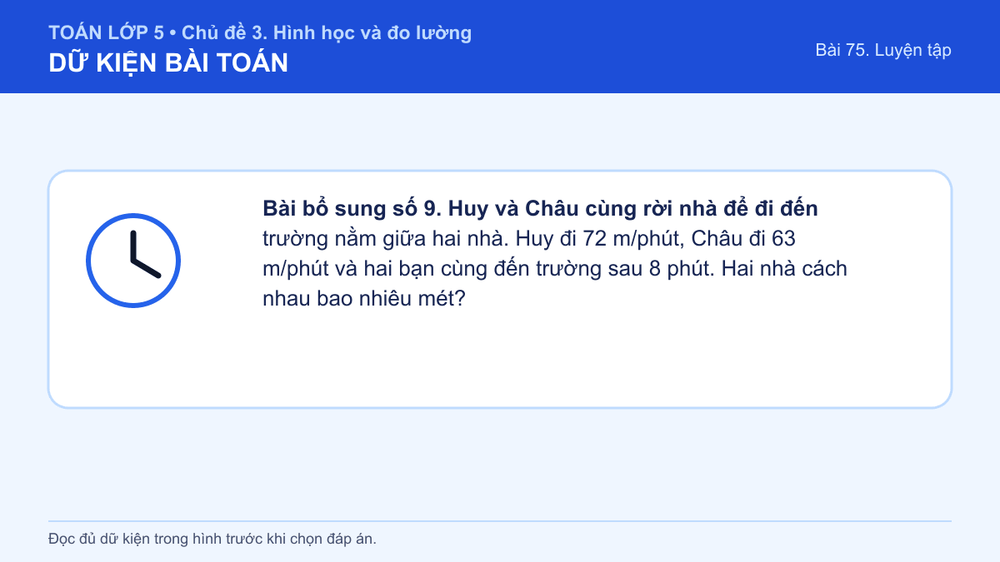 TOÁN LỚP 5 • Chủ đề 3. Hình học và đo lường
DỮ KIỆN BÀI TOÁN
Bài 75. Luyện tập
Bài bổ sung số 9. Huy và Châu cùng rời nhà để đi đến
trường nằm giữa hai nhà. Huy đi 72 m/phút, Châu đi 63
m/phút và hai bạn cùng đến trường sau 8 phút. Hai nhà cách
nhau bao nhiêu mét?
Đọc đủ dữ kiện trong hình trước khi chọn đáp án.